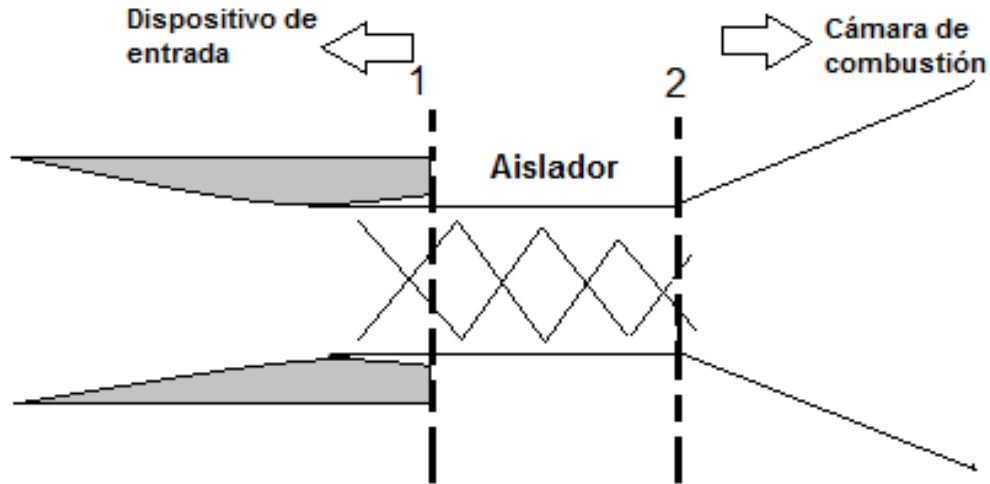 Dispositivo de
entrada
Cámara de
combustión
1
2
Aislador